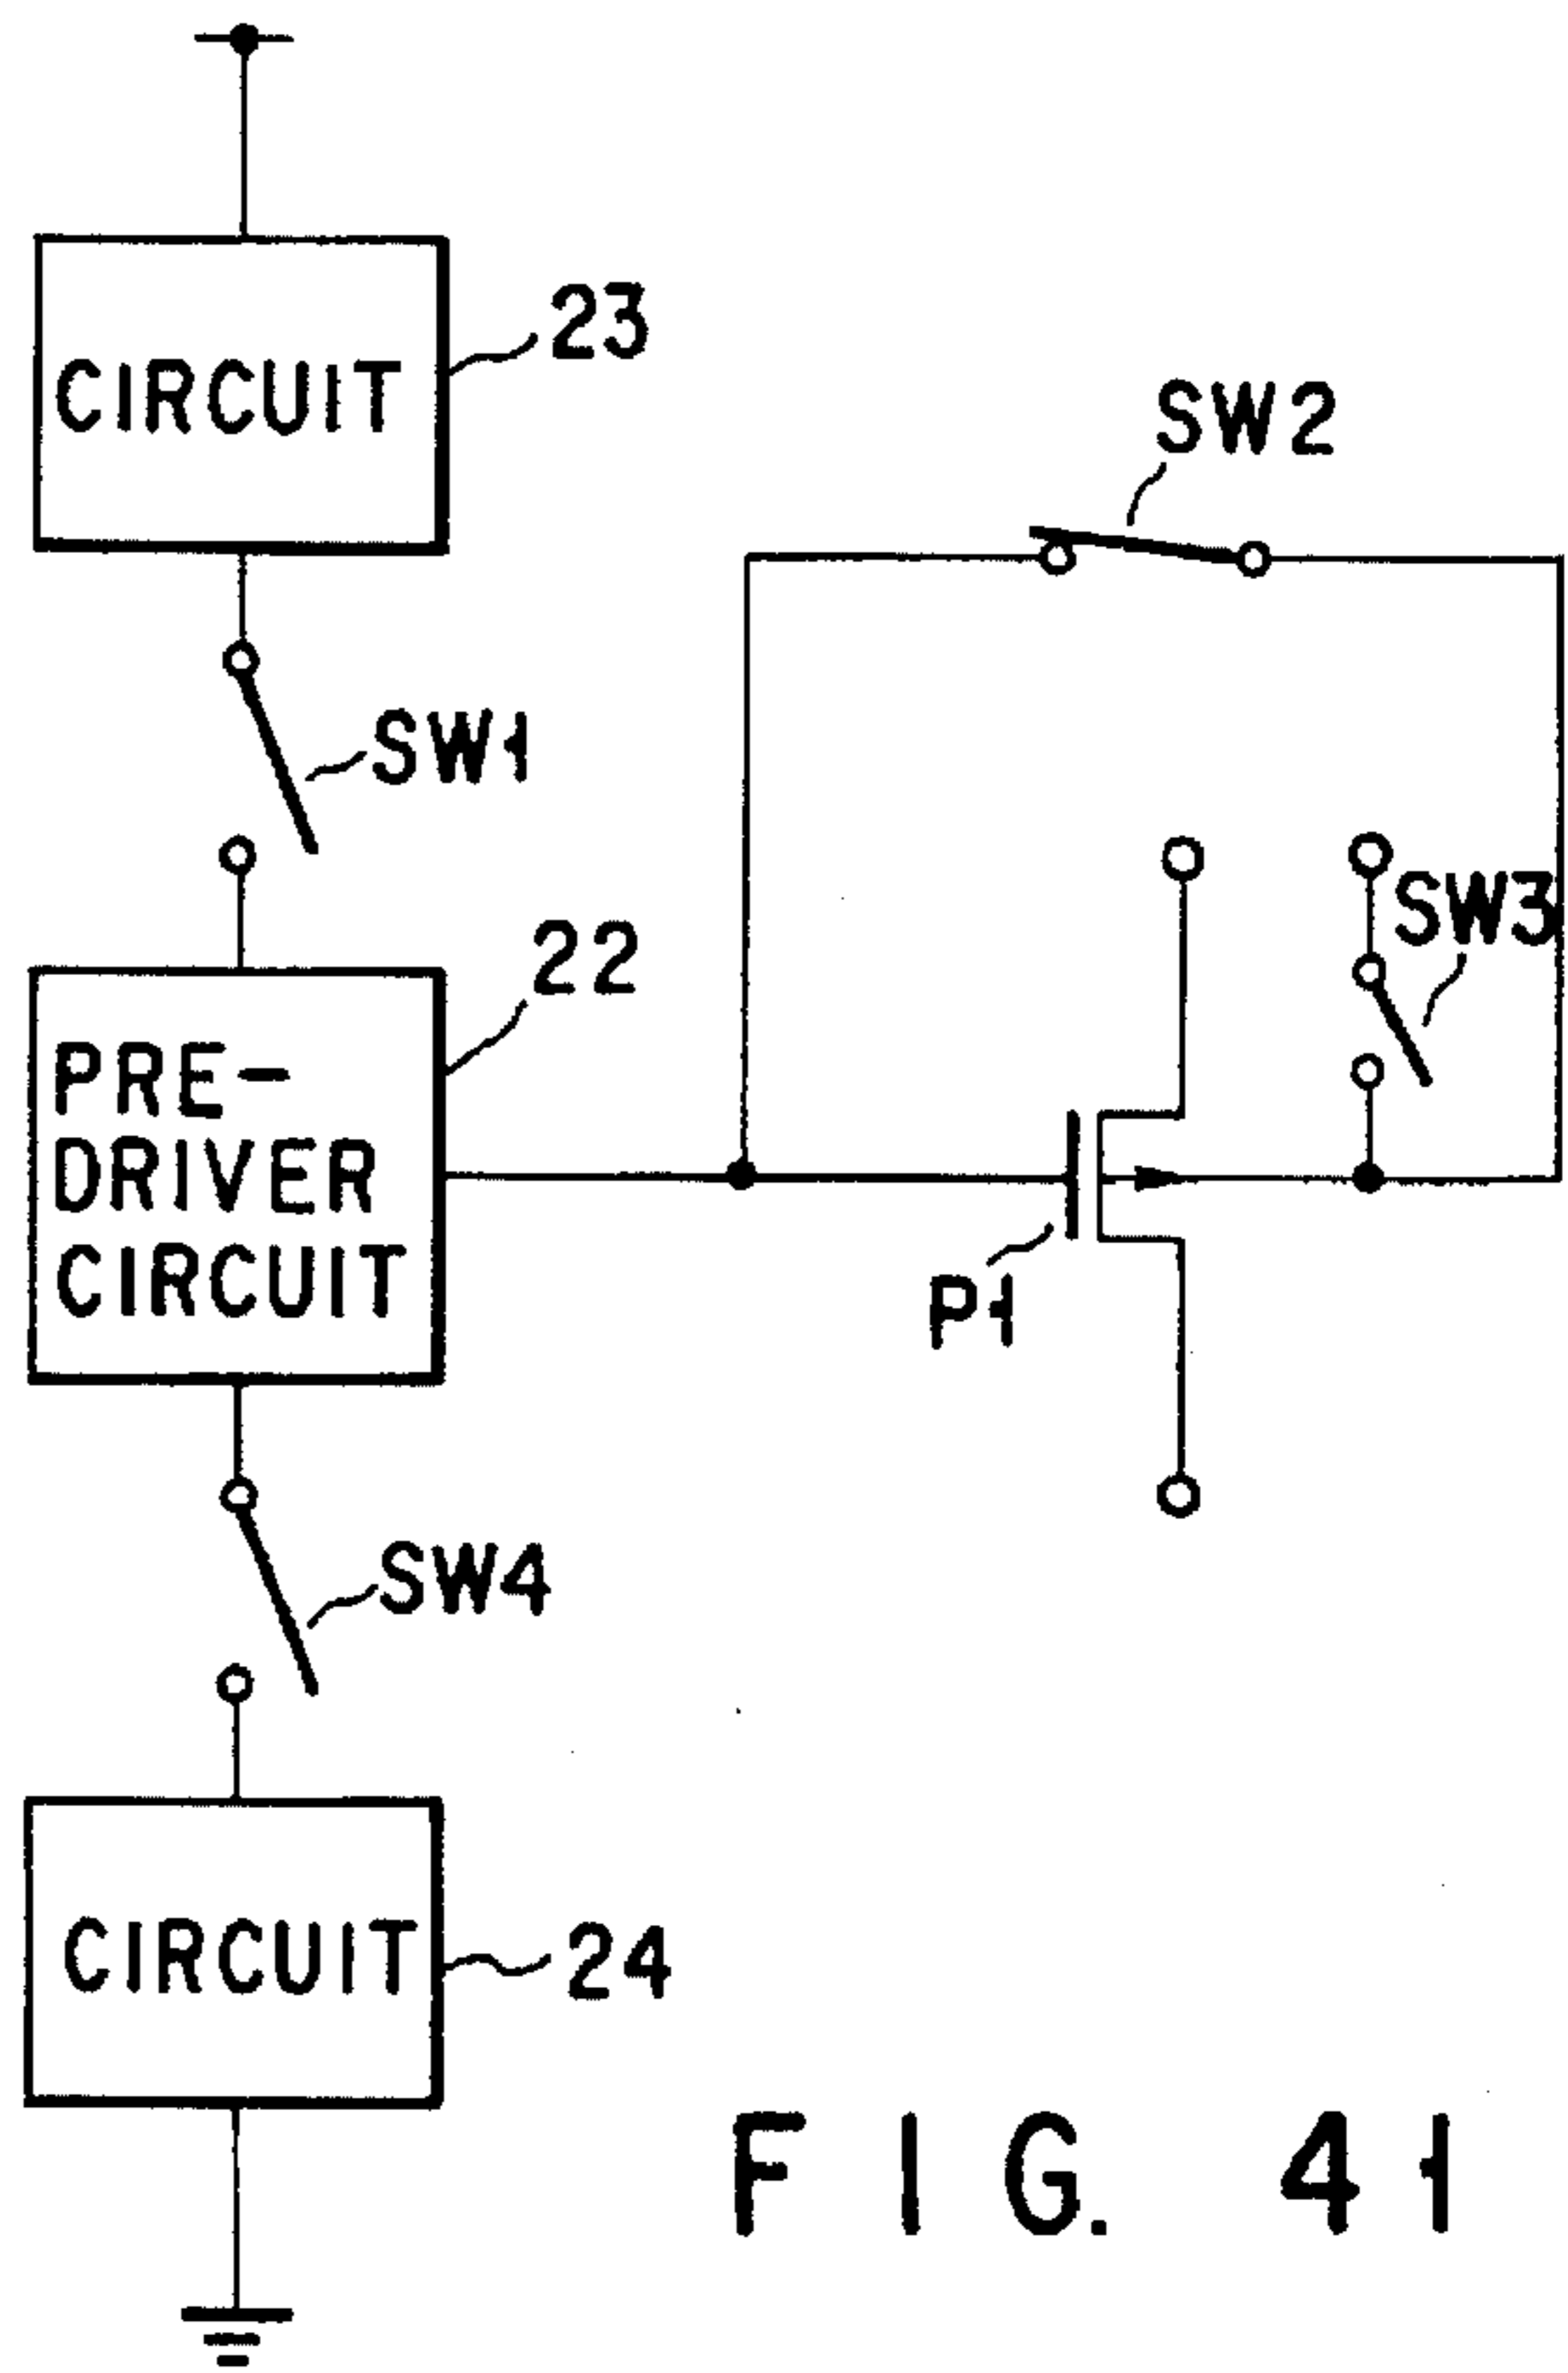 CIRCUIT
23
SW2
SW1
SW3
22
PRE-
DRIVER
CIRCUIT
P1
SW4
CIRCUIT
24
FIG. 41